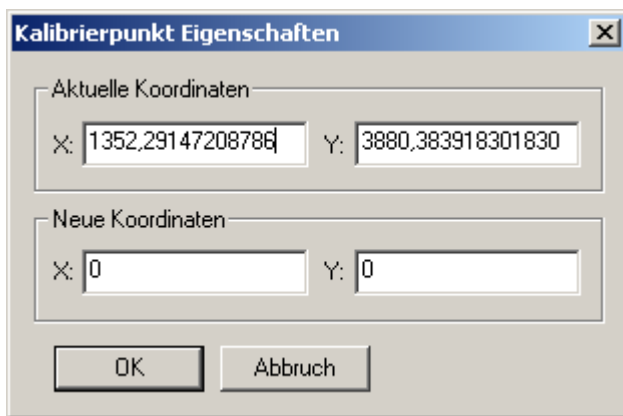 Kalibrierpunkt Eigenschaften
Aktuelle Koordinaten
X: 1352,29147208786 Y: 3880,383918301830
Neue Koordinaten
X: 0 Y: 0
OK Abbruch